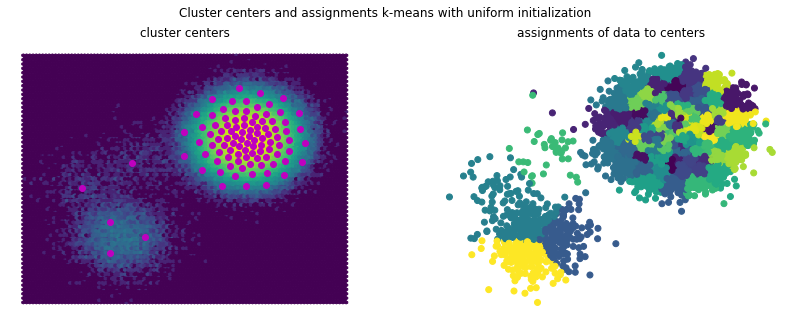 Cluster centers and assignments k-means with uniform initialization
cluster centers
assignments of data to centers